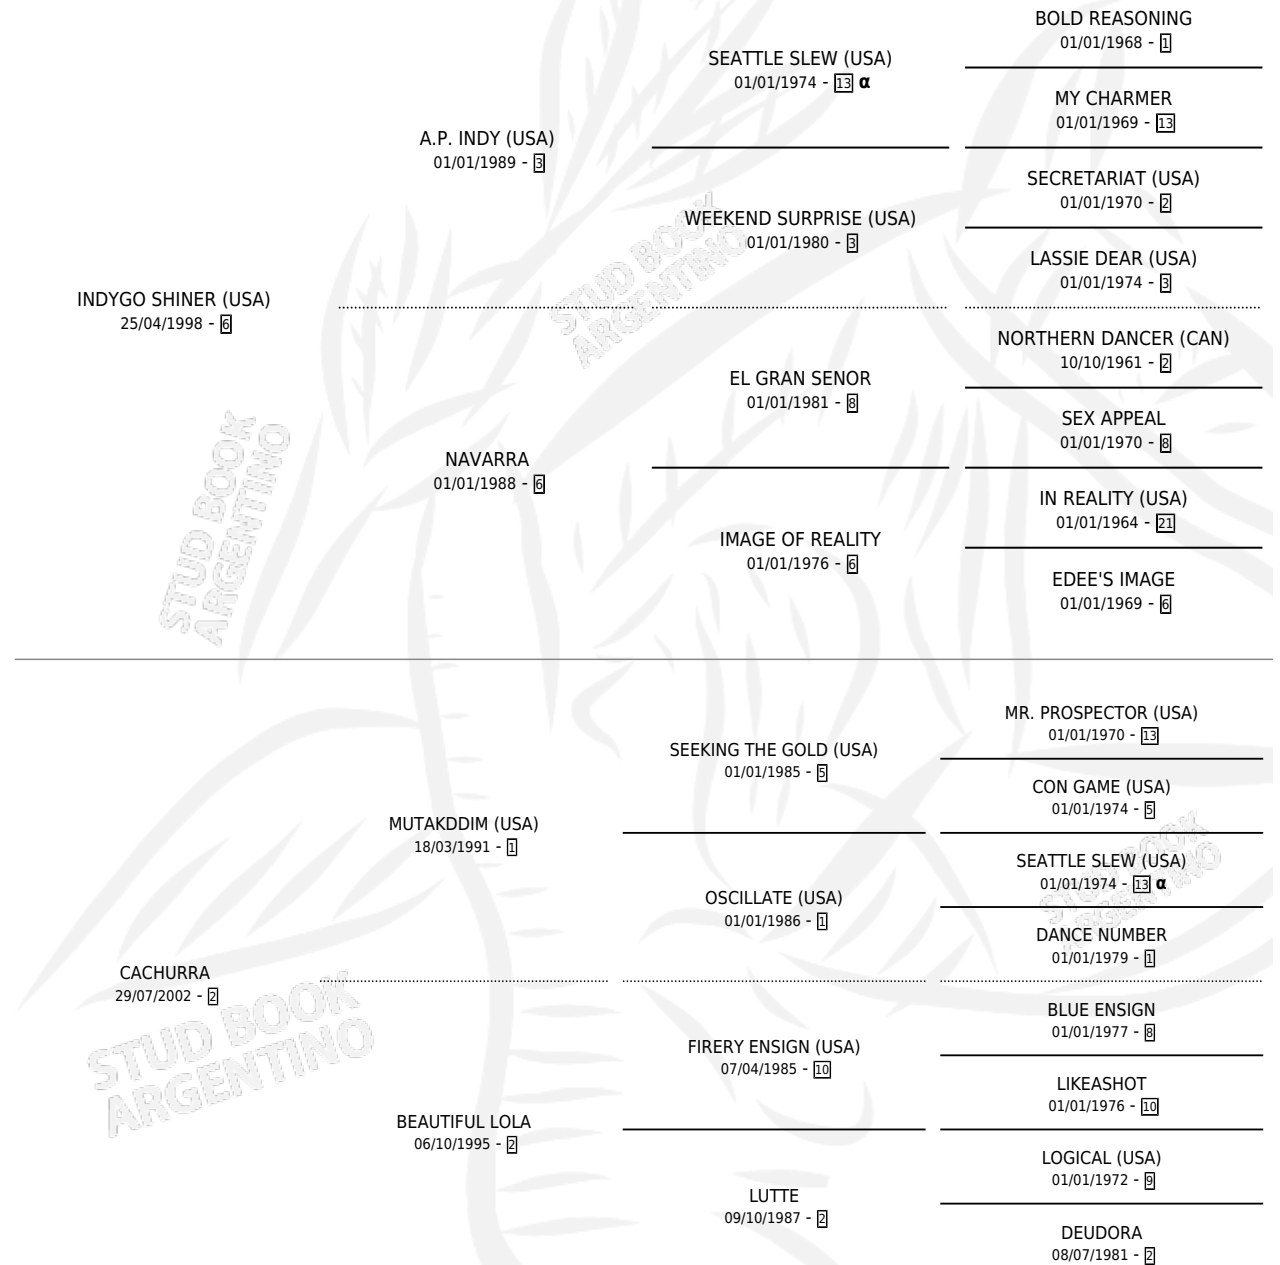 BOLD REASONING
01/01/1968 - 1
SEATTLE SLEW (USA)
01/01/1974 - 13 α
MY CHARMER
01/01/1969 - 13
A.P. INDY (USA)
01/01/1989 - 3
SECRETARIAT (USA)
01/01/1970 - 2
WEEKEND SURPRISE (USA)
01/01/1980 - 3
LASSIE DEAR (USA)
01/01/1974 - 3
INDYGO SHINER (USA)
25/04/1998 - 6
NORTHERN DANCER (CAN)
10/10/1961 - 2
EL GRAN SENOR
01/01/1981 - 8
SEX APPEAL
01/01/1970 - 8
NAVARRA
01/01/1988 - 6
IN REALITY (USA)
01/01/1964 - 21
IMAGE OF REALITY
01/01/1976 - 6
EDEE'S IMAGE
01/01/1969 - 6
MR. PROSPECTOR (USA)
01/01/1970 - 13
SEEKING THE GOLD (USA)
01/01/1985 - 5
CON GAME (USA)
01/01/1974 - 5
MUTAKDDIM (USA)
18/03/1991 - 1
SEATTLE SLEW (USA)
01/01/1974 - 13 α
OSCILLATE (USA)
01/01/1986 - 1
DANCE NUMBER
01/01/1979 - 1
CACHURRA
29/07/2002 - 2
BLUE ENSIGN
01/01/1977 - 8
FIRERY ENSIGN (USA)
07/04/1985 - 10
LIKEASHOT
01/01/1976 - 10
BEAUTIFUL LOLA
06/10/1995 - 2
LOGICAL (USA)
01/01/1972 - 9
LUTTE
09/10/1987 - 2
DEUDORA
08/07/1981 - 2
STUD BOOK
ARGENTINO
STUD BOOK
ARGENTINO
STUD BOOK
ARGENTINO
STUD BOOK
ARGENTINO